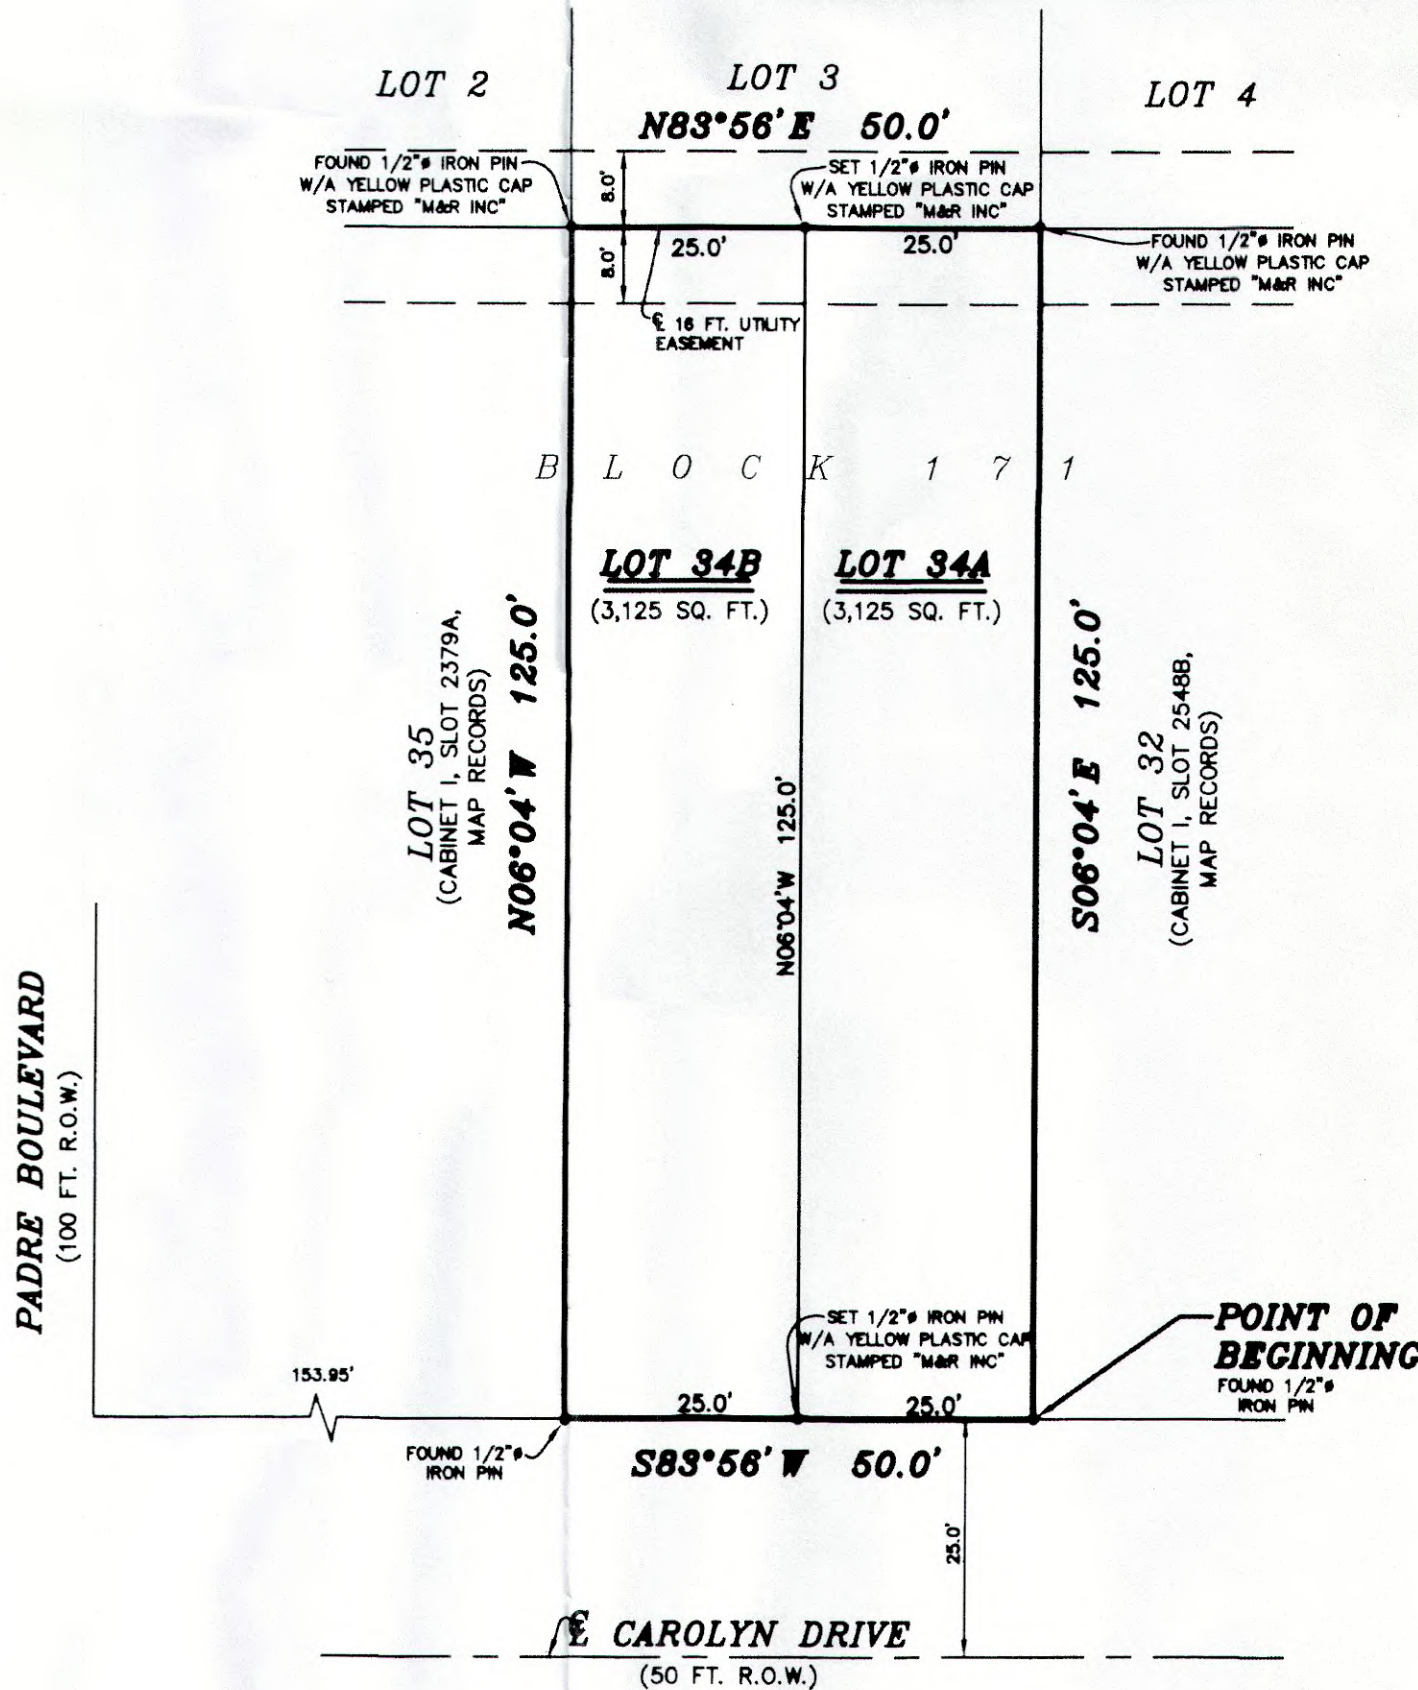 LOT 2
LOT 3
LOT 4
N83°56'E 50.0'
FOUND 1/2"ø IRON PIN
W/A YELLOW PLASTIC CAP
STAMPED "M&R INC"
8.0'
8.0'
SET 1/2"ø IRON PIN
W/A YELLOW PLASTIC CAP
STAMPED "M&R INC"
FOUND 1/2"ø IRON PIN
W/A YELLOW PLASTIC CAP
STAMPED "M&R INC"
25.0'
25.0'
℄ 16 FT. UTILITY
EASEMENT
BLOCK 171
LOT 34B
(3,125 SQ. FT.)
LOT 34A
(3,125 SQ. FT.)
LOT 35
(CABINET I, SLOT 2379A,
MAP RECORDS)
N06°04'W 125.0'
N06°04'W 125.0'
S06°04'E 125.0'
LOT 32
(CABINET I, SLOT 2548B,
MAP RECORDS)
PADRE BOULEVARD
(100 FT. R.O.W.)
153.95'
SET 1/2"ø IRON PIN
W/A YELLOW PLASTIC CAP
STAMPED "M&R INC"
POINT OF
BEGINNING
FOUND 1/2"ø
IRON PIN
25.0'
25.0'
FOUND 1/2"ø
IRON PIN
S83°56'W 50.0'
25.0'
℄ CAROLYN DRIVE
(50 FT. R.O.W.)